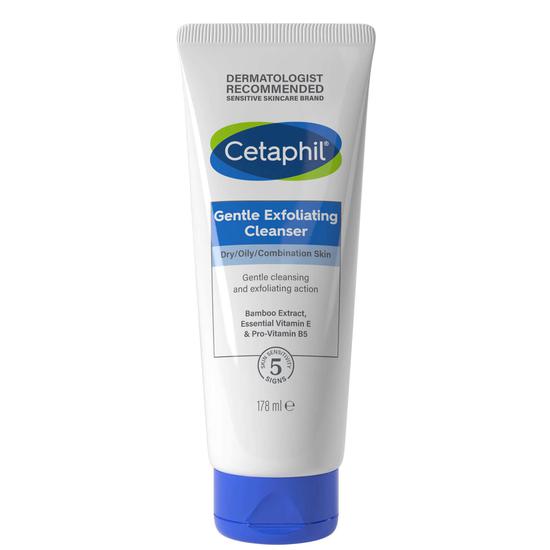 DERMATOLOGIST
RECOMMENDED
SENSITIVE SKINCARE BRAND
Cetaphil®
Gentle Exfoliating
Cleanser
Dry/Oily/Combination Skin
Gentle cleansing
and exfoliating action
Bamboo Extract,
Essential Vitamin E
& Pro-Vitamin B5
SKIN SENSITIVITY
5
SIGNS
178 ml ℮